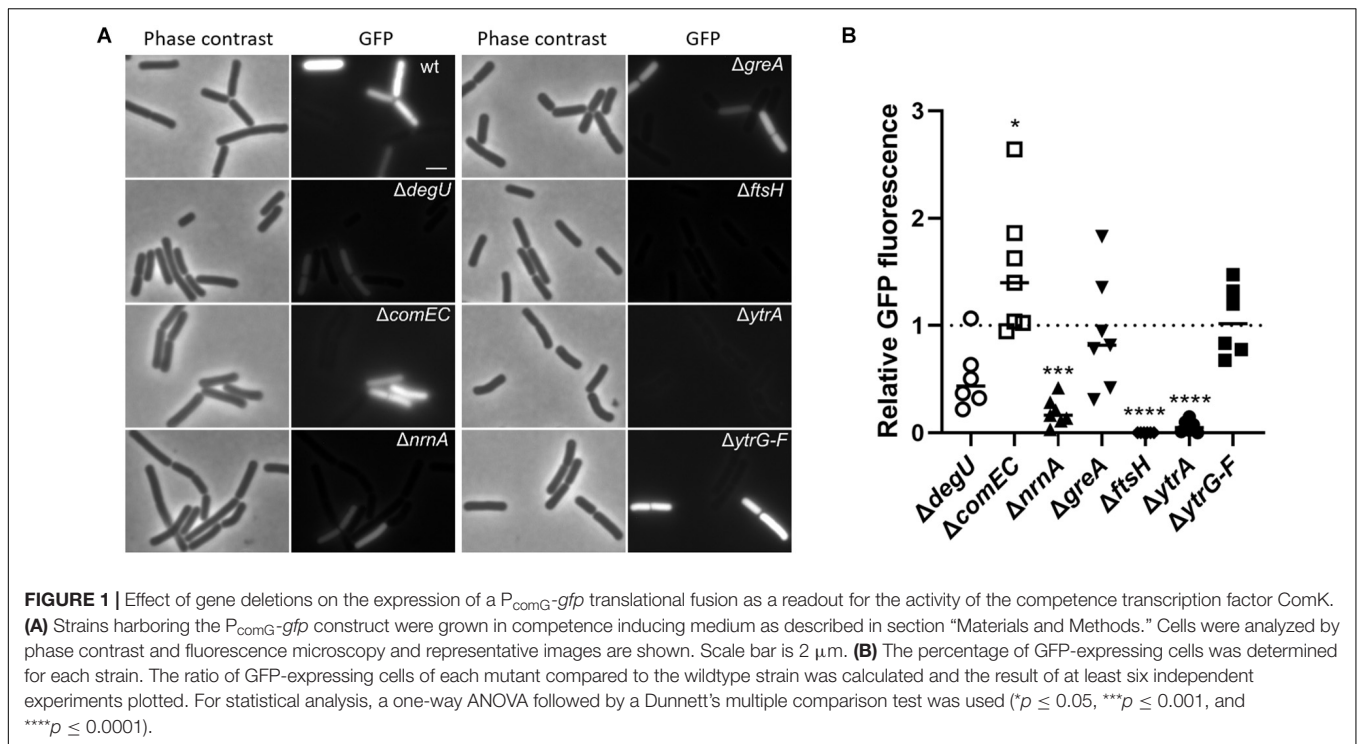 A
Phase contrast GFP Phase contrast GFP
wt
ΔgreA
ΔdegU
ΔftsH
ΔcomEC
ΔytrA
ΔnrnA
ΔytrG-F
B
Relative GFP fluorescence
3
2
1
0
*
***
****
****
ΔdegU
ΔcomEC
ΔnrnA
ΔgreA
ΔftsH
ΔytrA
ΔytrG-F
FIGURE 1 | Effect of gene deletions on the expression of a PcomG-gfp translational fusion as a readout for the activity of the competence transcription factor ComK.
(A) Strains harboring the PcomG-gfp construct were grown in competence inducing medium as described in section “Materials and Methods.” Cells were analyzed by
phase contrast and fluorescence microscopy and representative images are shown. Scale bar is 2 μm. (B) The percentage of GFP-expressing cells was determined
for each strain. The ratio of GFP-expressing cells of each mutant compared to the wildtype strain was calculated and the result of at least six independent
experiments plotted. For statistical analysis, a one-way ANOVA followed by a Dunnett’s multiple comparison test was used (*p ≤ 0.05, ***p ≤ 0.001, and
****p ≤ 0.0001).